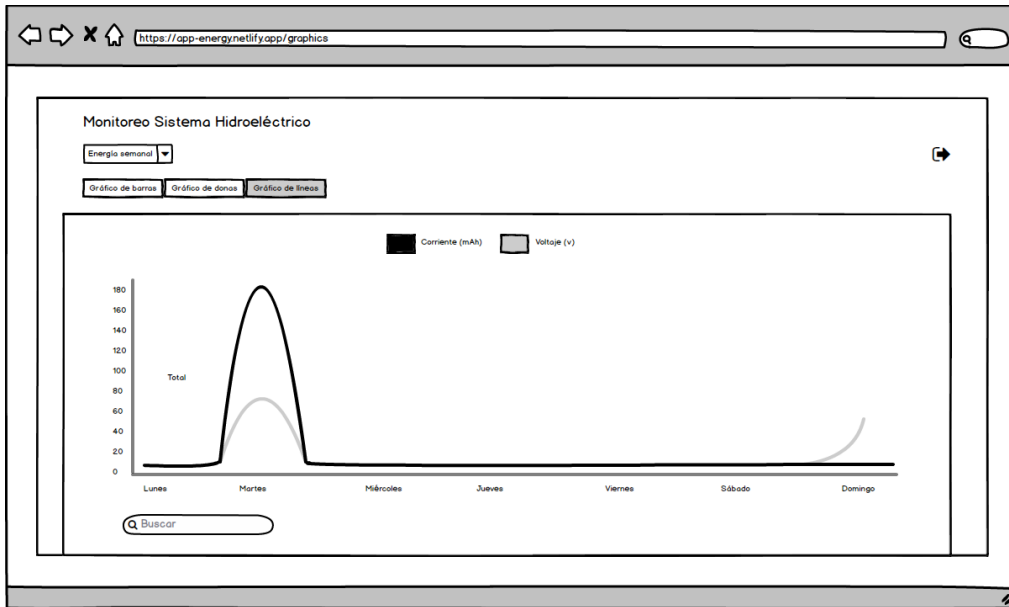 https://app-energy.netlify.app/graphics
Monitoreo Sistema Hidroeléctrico
Energía semanal
Gráfico de barras Gráfico de donas Gráfico de líneas
Corriente (mAh) Voltaje (v)
180
160
140
120
100
Total
80
60
40
20
0
Lunes Martes Miércoles Jueves Viernes Sábado Domingo
Buscar